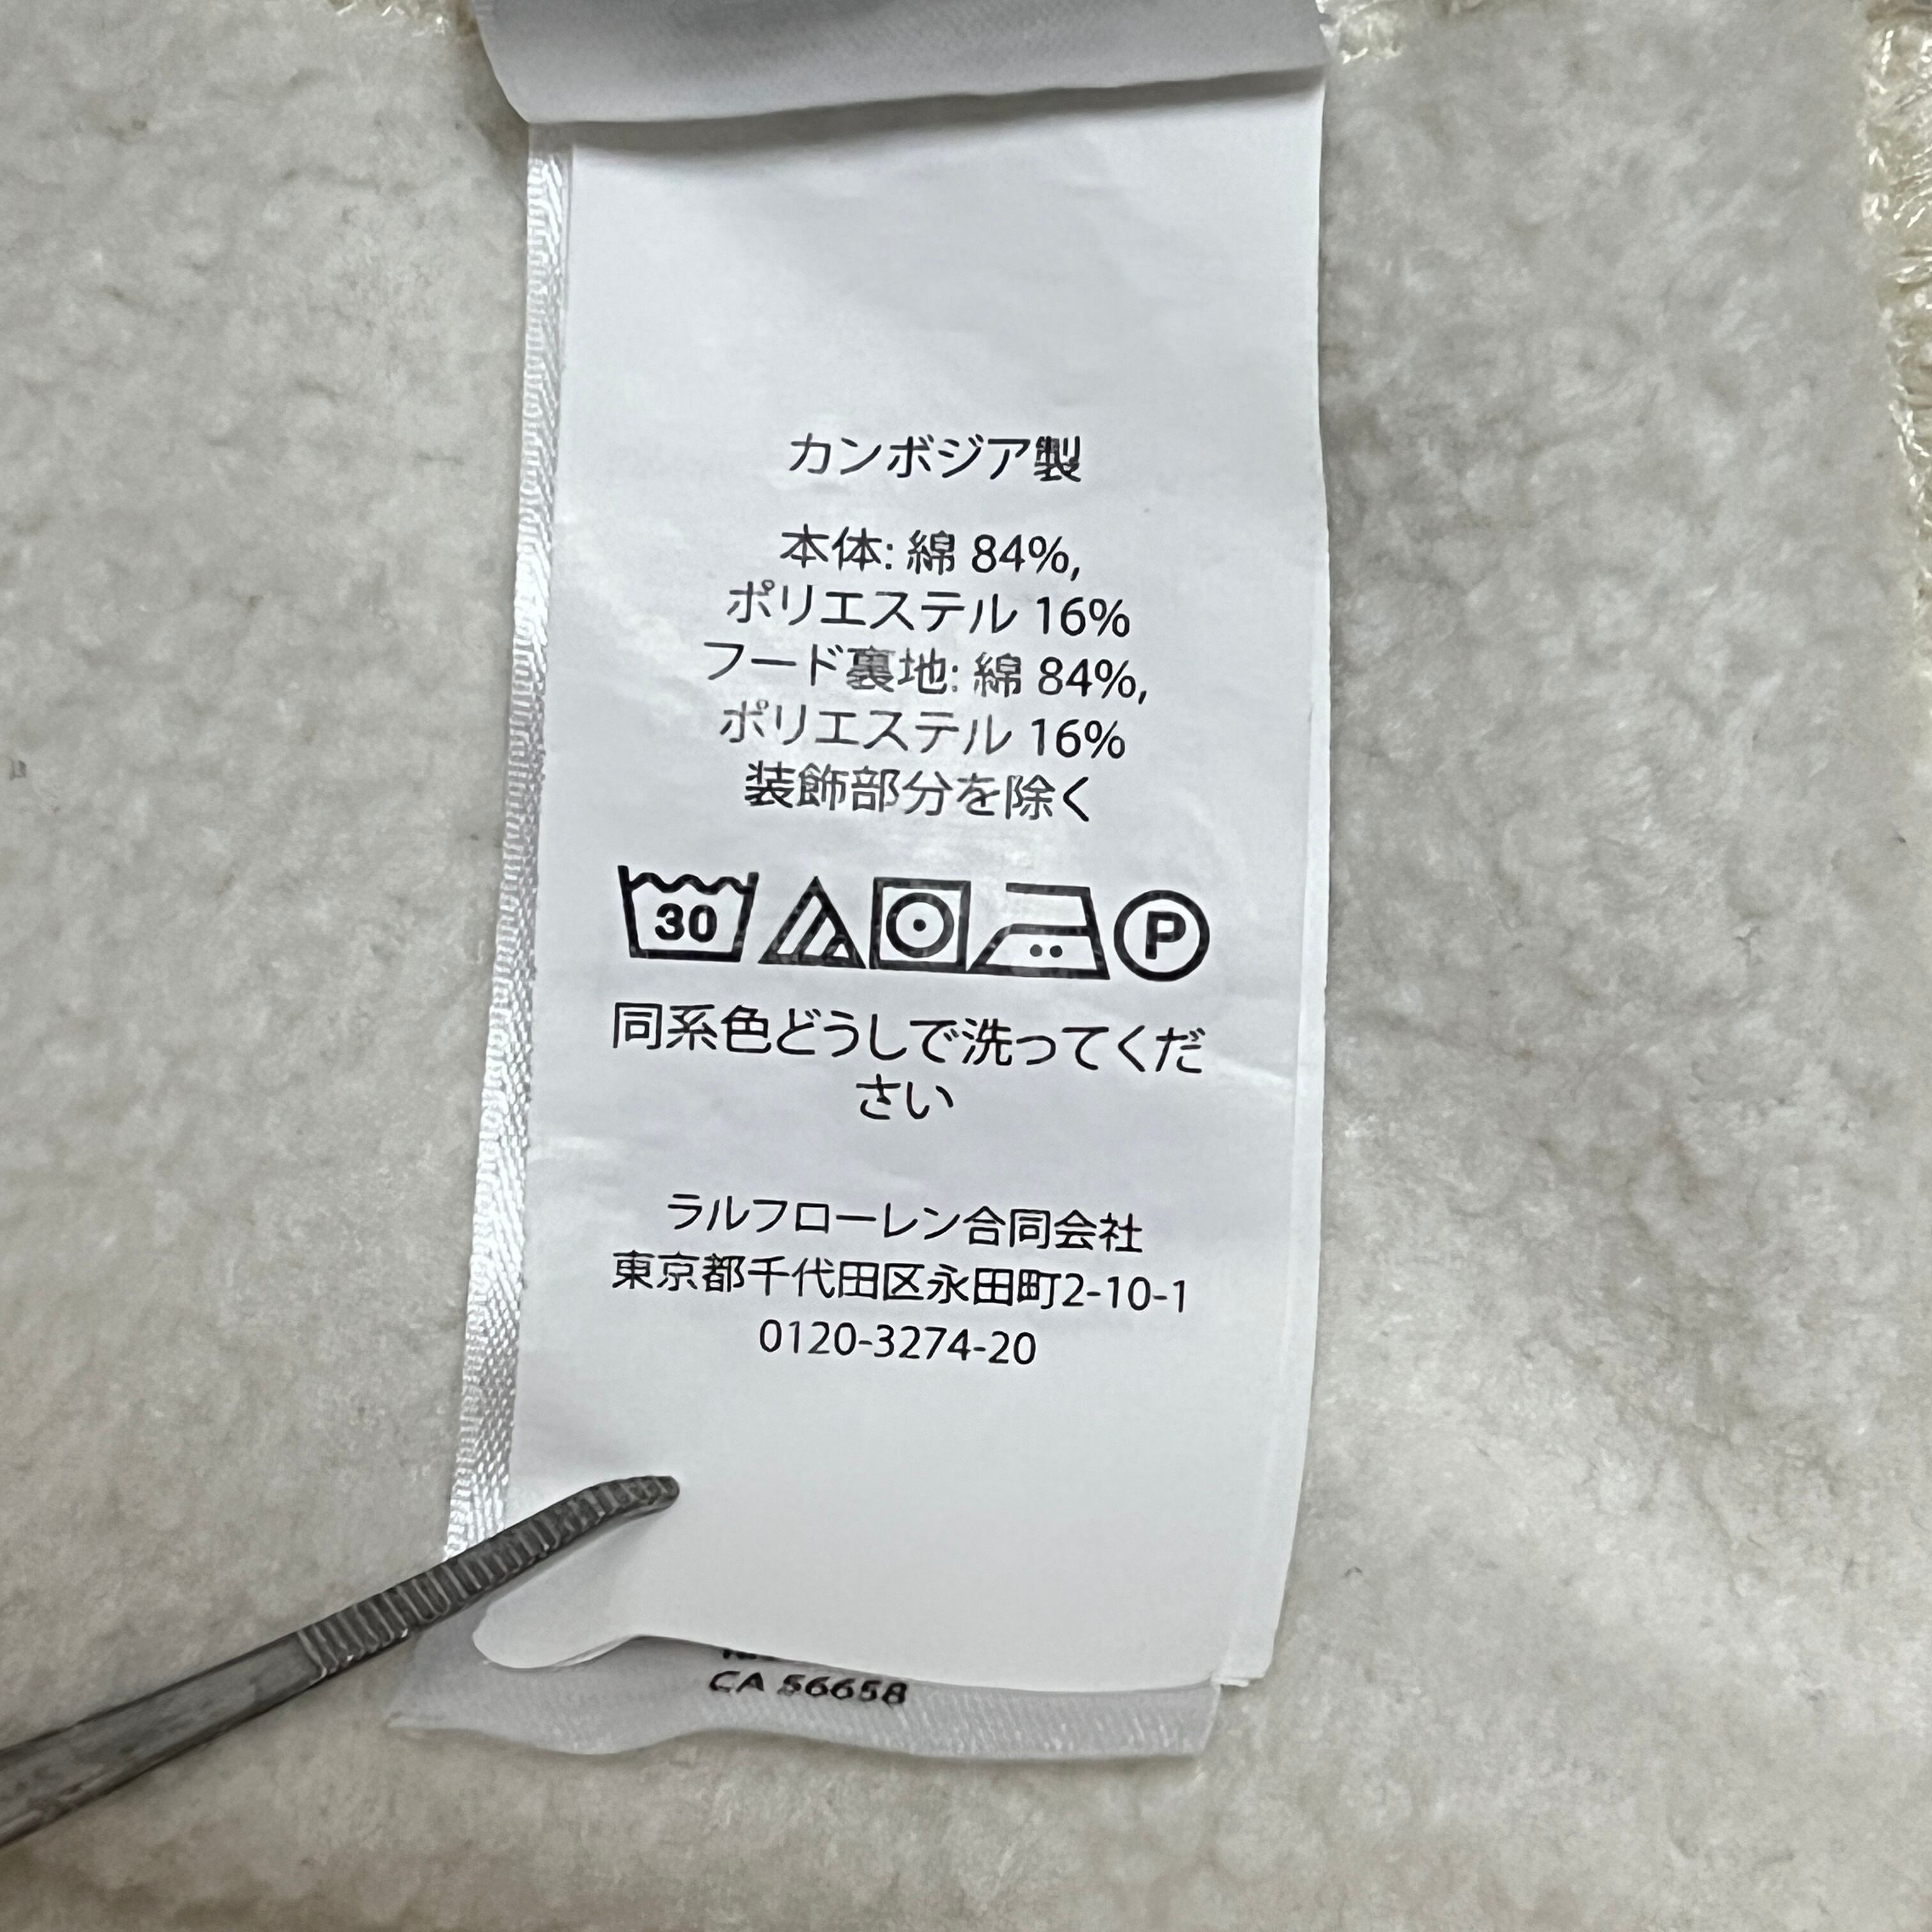 カンボジア製
本体: 綿 84%,
ポリエステル 16%
フード裏地: 綿 84%,
ポリエステル 16%
装飾部分を除く
30 P
同系色どうしで洗ってくだ
さい
ラルフローレン合同会社
東京都千代田区永田町2-10-1
0120-3274-20
CA 56658